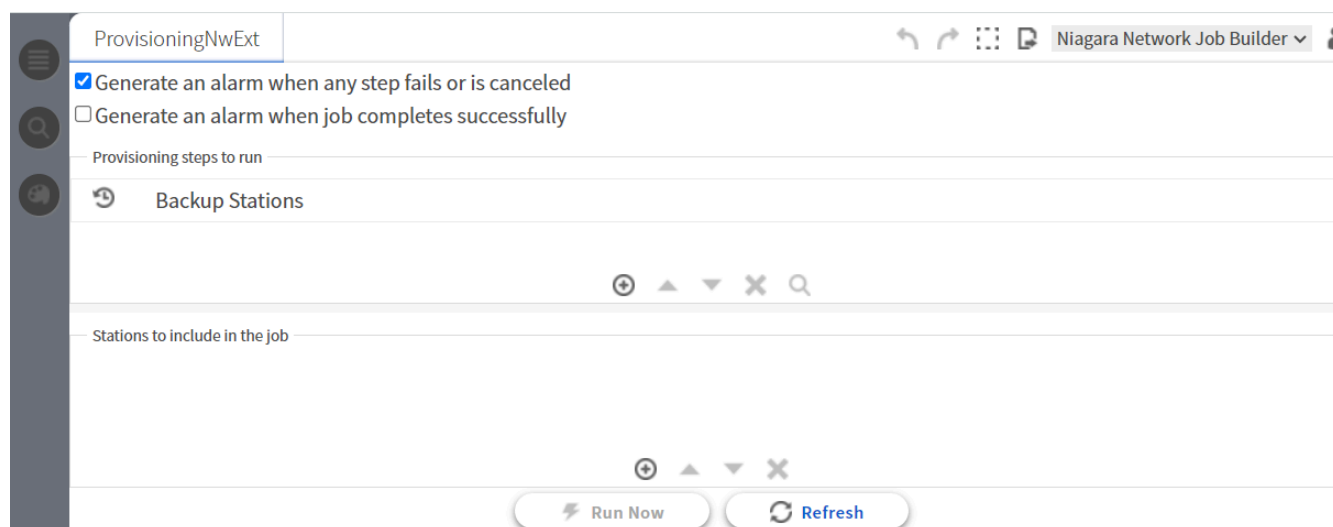 ProvisioningNwExt
Niagara Network Job Builder
Generate an alarm when any step fails or is canceled
Generate an alarm when job completes successfully
Provisioning steps to run
Backup Stations
Stations to include in the job
Run Now
Refresh